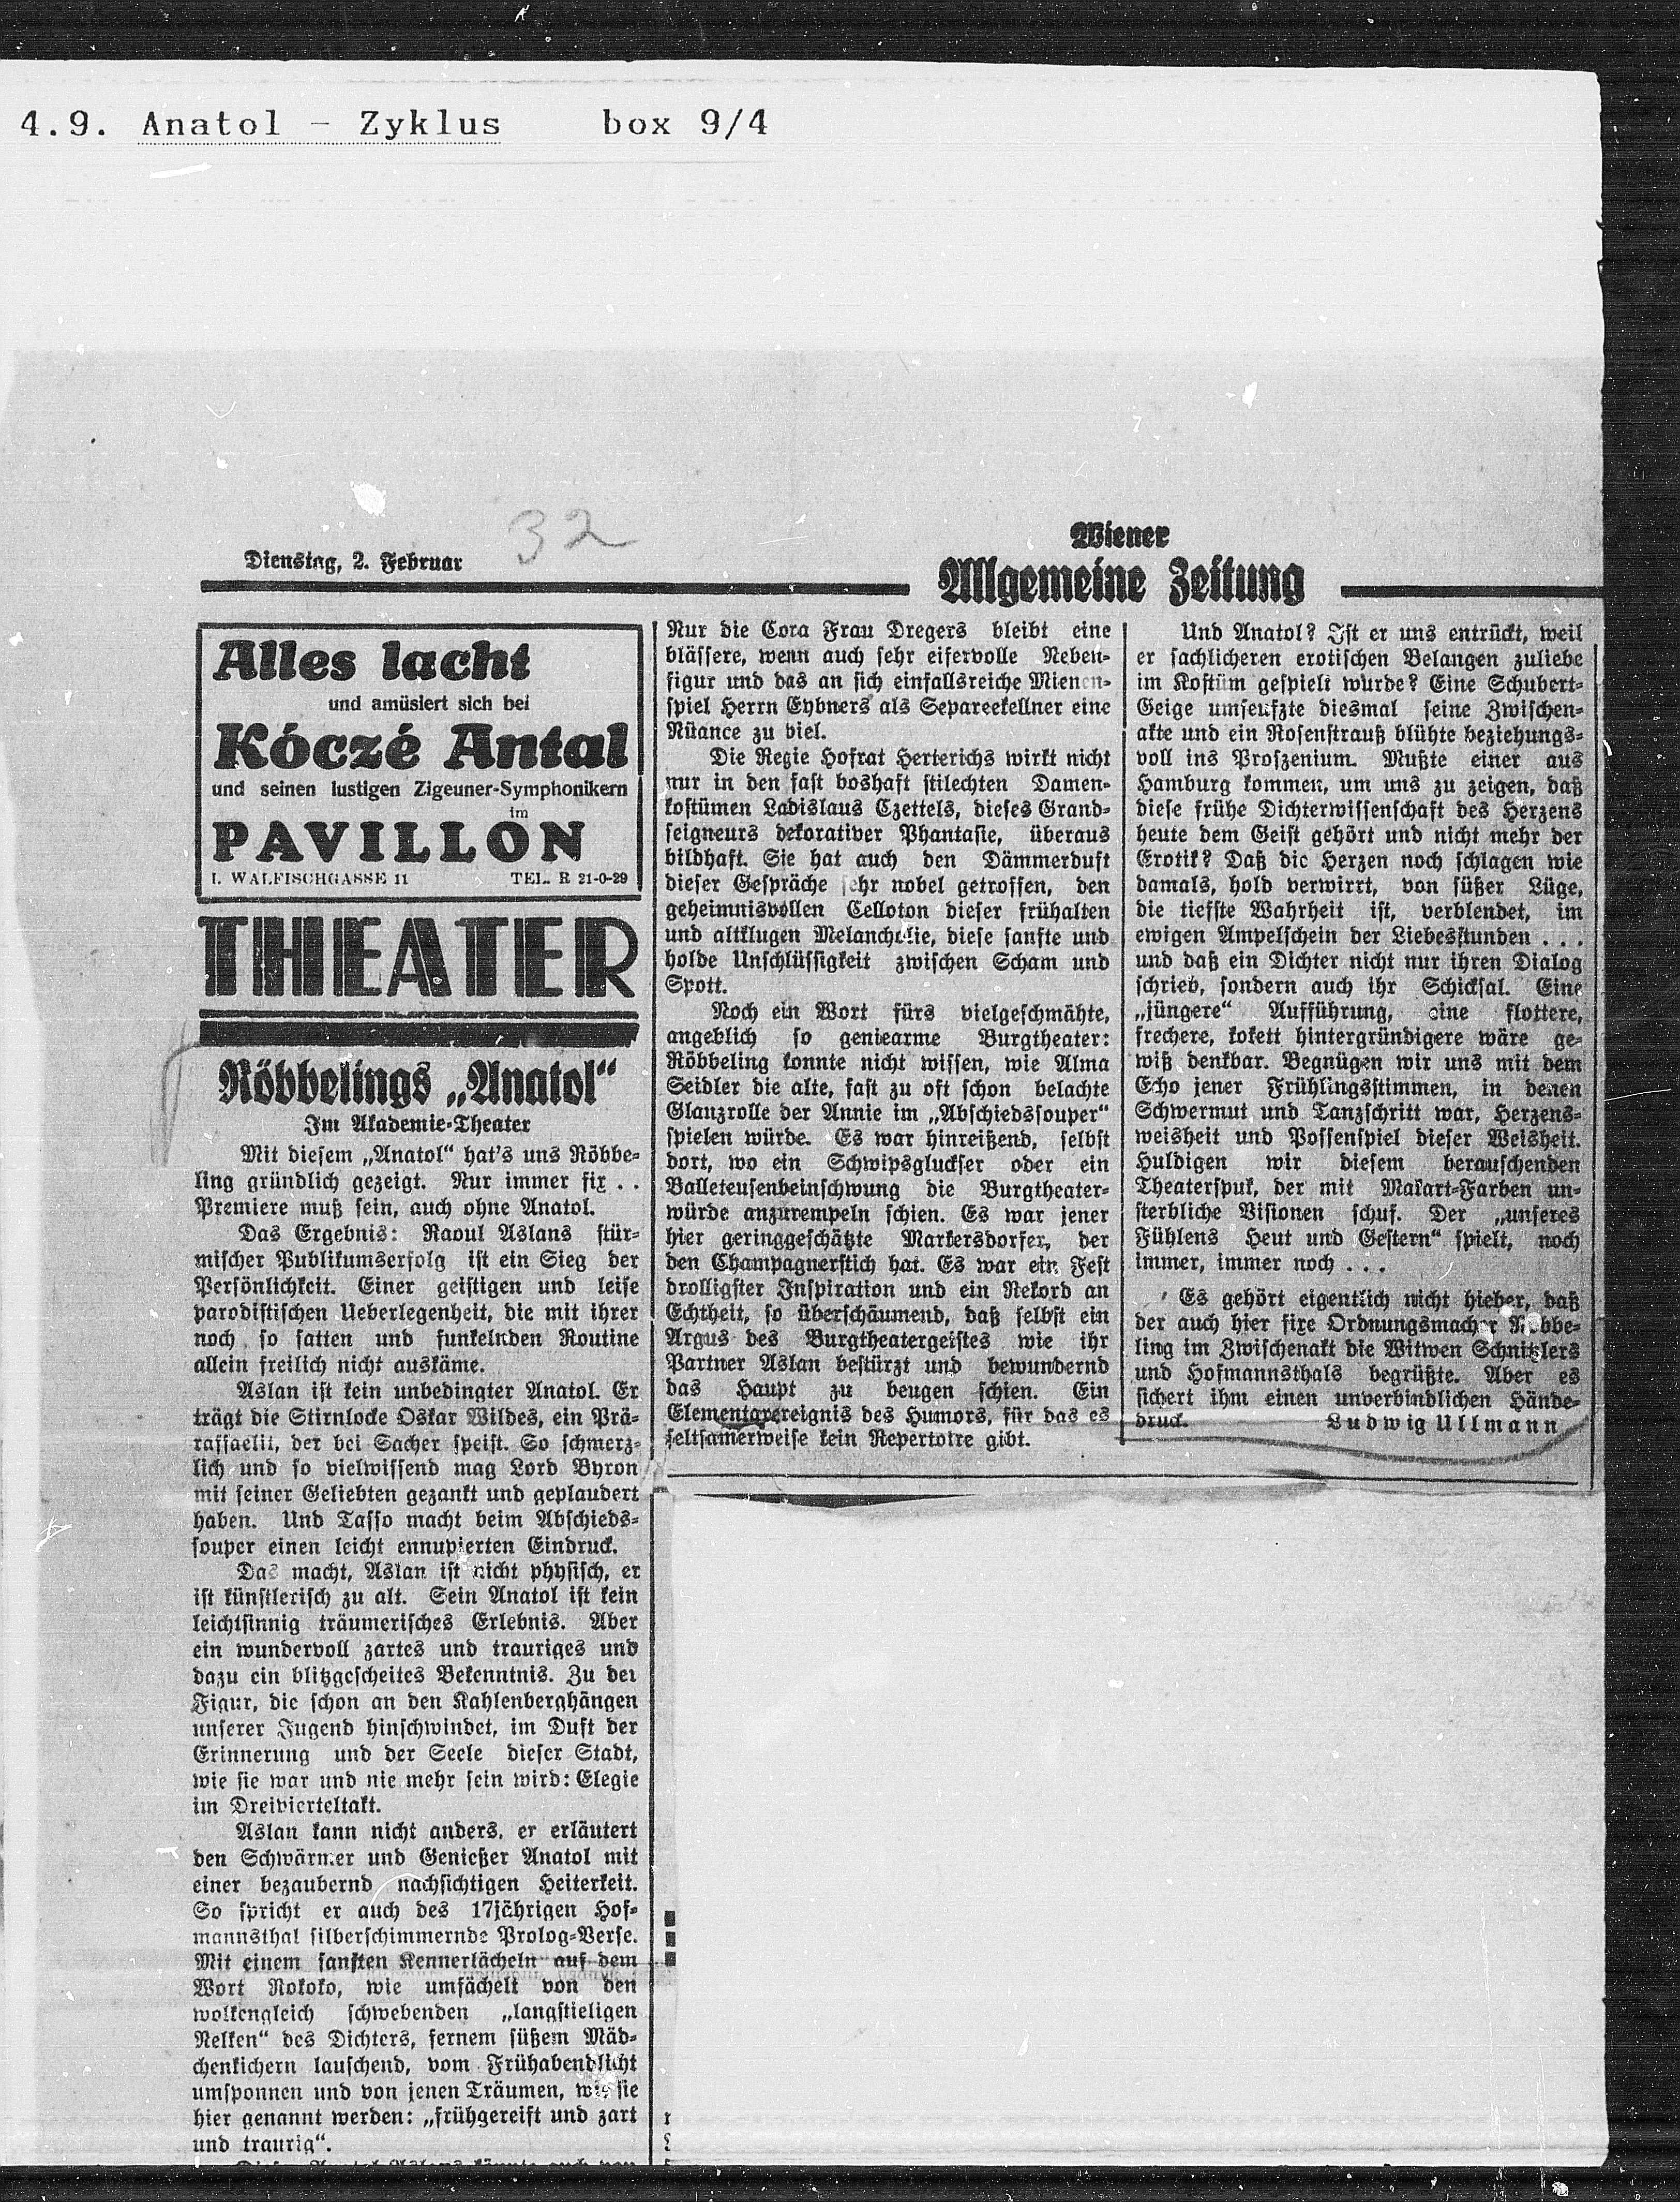 4.9. Anatol - Zyklus box 9/4
32
Dienstag, 2. Februar
Wiener
Allgemeine Zeitung
Alles lacht
und amüsiert sich bei
Kóczé Antal
und seinen lustigen Zigeuner-Symphonikern
im
PAVILLON
I. WALFISCHGASSE 11 TEL. R 21-0-29
THEATER
Röbbelings „Anatol“
Im Akademie-Theater
Mit diesem „Anatol“ hat's uns Röbbe-
ling gründlich gezeigt. Nur immer fix . .
Premiere muß sein, auch ohne Anatol.
Das Ergebnis: Raoul Aslans stür-
mischer Publikumserfolg ist ein Sieg der
Persönlichkeit. Einer geistigen und leise
parodistischen Ueberlegenheit, die mit ihrer
noch so satten und funkelnden Routine
allein freilich nicht auskäme.
Aslan ist kein unbedingter Anatol. Er
trägt die Stirnlocke Oskar Wildes, ein Prä-
raffaelit, der bei Sacher speist. So schmerz-
lich und so vielwissend mag Lord Byron
mit seiner Geliebten gezankt und geplaudert
haben. Und Tasso macht beim Abschieds-
souper einen leicht ennupierten Eindruck.
Das macht, Aslan ist nicht physisch, er
ist künstlerisch zu alt. Sein Anatol ist kein
leichtsinnig träumerisches Erlebnis. Aber
ein wundervoll zartes und trauriges und
dazu ein blitzgescheites Bekenntnis. Zu der
Figur, die schon an den Kahlenberghängen
unserer Jugend hinschwindet, im Duft der
Erinnerung und der Seele dieser Stadt,
wie sie war und nie mehr sein wird: Elegie
im Dreivierteltakt.
Aslan kann nicht anders, er erläutert
den Schwärmer und Genießer Anatol mit
einer bezaubernd nachsichtigen Heiterkeit.
So spricht er auch des 17jährigen Hof-
mannsthal silberschimmernde Prolog-Verse.
Mit einem sanften Kennerlächeln auf dem
Wort Rokoko, wie umfächelt von den
wolkengleich schwebenden „langstieligen
Nelken“ des Dichters, fernem süßem Mäd-
chenkichern lauschend, vom Frühabendlicht
umsponnen und von jenen Träumen, wie sie
hier genannt werden: „frühgereift und zart
und traurig“.
Nur die Cora Frau Dregers bleibt eine
blässere, wenn auch sehr eifervolle Neben-
figur und das an sich einfallsreiche Mienen-
spiel Herrn Eybners als Separeekellner eine
Nüance zu viel.
Die Regie Hofrat Herterichs wirkt nicht
nur in den fast boshaft stilechten Damen-
kostümen Ladislaus Czettels, dieses Grand-
seigneurs dekorativer Phantasie, überaus
bildhaft. Sie hat auch den Dämmerduft
dieser Gespräche sehr nobel getroffen, den
geheimnisvollen Celloton dieser frühalten
und altklugen Melancholie, diese sanfte und
holde Unschlüssigkeit zwischen Scham und
Spott.
Noch ein Wort fürs vielgeschmähte,
angeblich so geniearme Burgtheater:
Röbbeling konnte nicht wissen, wie Alma
Seidler die alte, fast zu oft schon belachte
Glanzrolle der Annie im „Abschiedssouper“
spielen würde. Es war hinreißend, selbst
dort, wo ein Schwipsgluckser oder ein
Balleteusenbeinschwung die Burgtheater-
würde anzurempeln schien. Es war jener
hier geringgeschätzte Markersdorfer, der
den Champagnerstich hat. Es war ein Fest
drolligster Inspiration und ein Rekord an
Echtheit, so überschäumend, daß selbst ein
Argus des Burgtheatergeistes wie ihr
Partner Aslan bestürzt und bewundernd
das Haupt zu beugen schien. Ein
Elementarereignis des Humors, für das es
seltsamerweise kein Repertoire gibt.
Und Anatol? Ist er uns entrückt, weil
er sachlicheren erotischen Belangen zuliebe
im Kostüm gespielt wurde? Eine Schubert-
Geige umseufzte diesmal seine Zwischen-
akte und ein Rosenstrauß blühte beziehungs-
voll ins Proszenium. Mußte einer aus
Hamburg kommen, um uns zu zeigen, daß
diese frühe Dichterwissenschaft des Herzens
heute dem Geist gehört und nicht mehr der
Erotik? Daß die Herzen noch schlagen wie
damals, hold verwirrt, von süßer Lüge,
die tiefste Wahrheit ist, verblendet, im
ewigen Ampelschein der Liebesstunden . . .
und daß ein Dichter nicht nur ihren Dialog
schrieb, sondern auch ihr Schicksal. Eine
„jüngere“ Aufführung, eine flottere,
frechere, kokett hintergründigere wäre ge-
wiß denkbar. Begnügen wir uns mit dem
Echo jener Frühlingsstimmen, in denen
Schwermut und Tanzschritt war, Herzens-
weisheit und Possenspiel dieser Weisheit.
Huldigen wir diesem berauschenden
Theaterspuk, der mit Makart-Farben un-
sterbliche Visionen schuf. Der „unseres
Fühlens Heut und Gestern“ spielt, noch
immer, immer noch . . .
Es gehört eigentlich nicht hieher, daß
der auch hier fixe Ordnungsmacher Röbbe-
ling im Zwischenakt die Witwen Schnitzlers
und Hofmannsthals begrüßte. Aber es
sichert ihm einen unverbindlichen Hände-
druck. Ludwig Ullmann